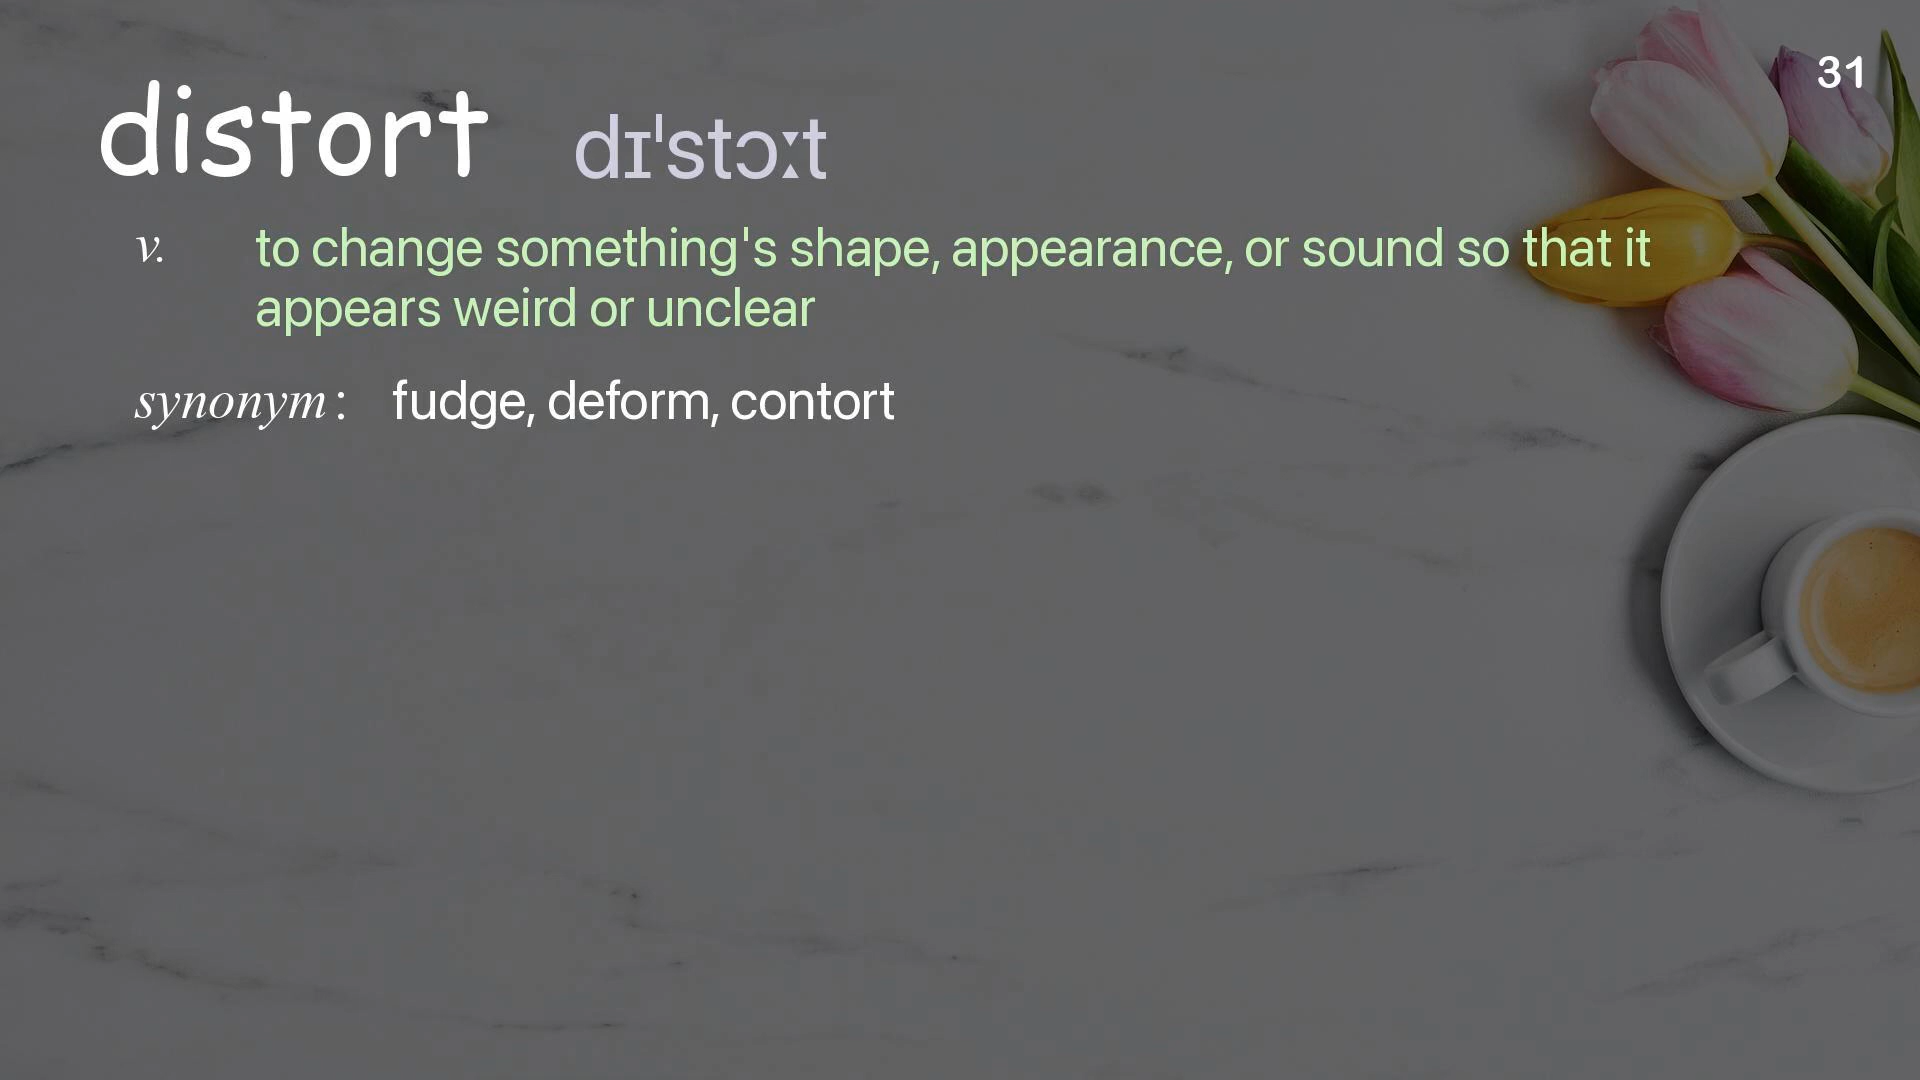 31
distort dɪˈstɔːt
v. to change something's shape, appearance, or sound so that it
appears weird or unclear
synonym : fudge, deform, contort